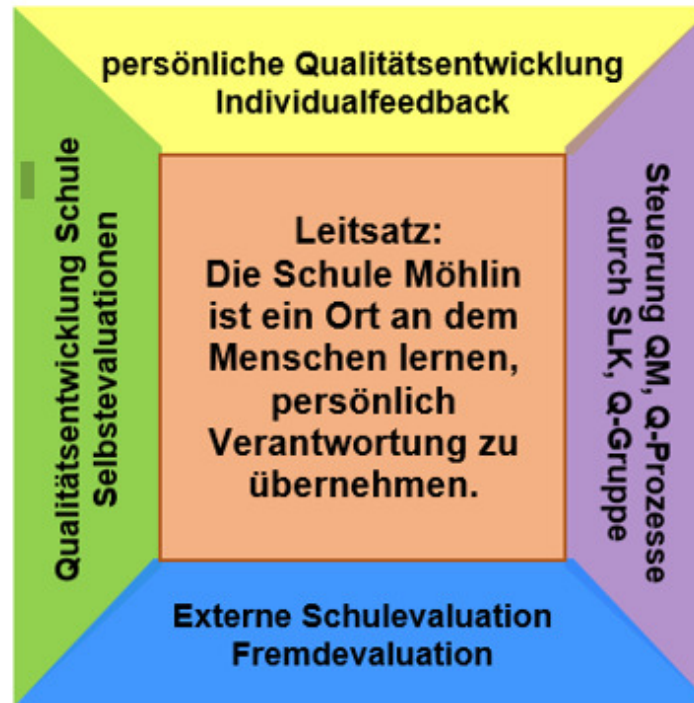 persönliche Qualitätsentwicklung
Individualfeedback
Qualitätsentwicklung Schule
Selbstevaluationen
Leitsatz:
Die Schule Möhlin
ist ein Ort an dem
Menschen lernen,
persönlich
Verantwortung zu
übernehmen.
Steuerung QM, Q-Prozesse
durch SLK, Q-Gruppe
Externe Schulevaluation
Fremdevaluation